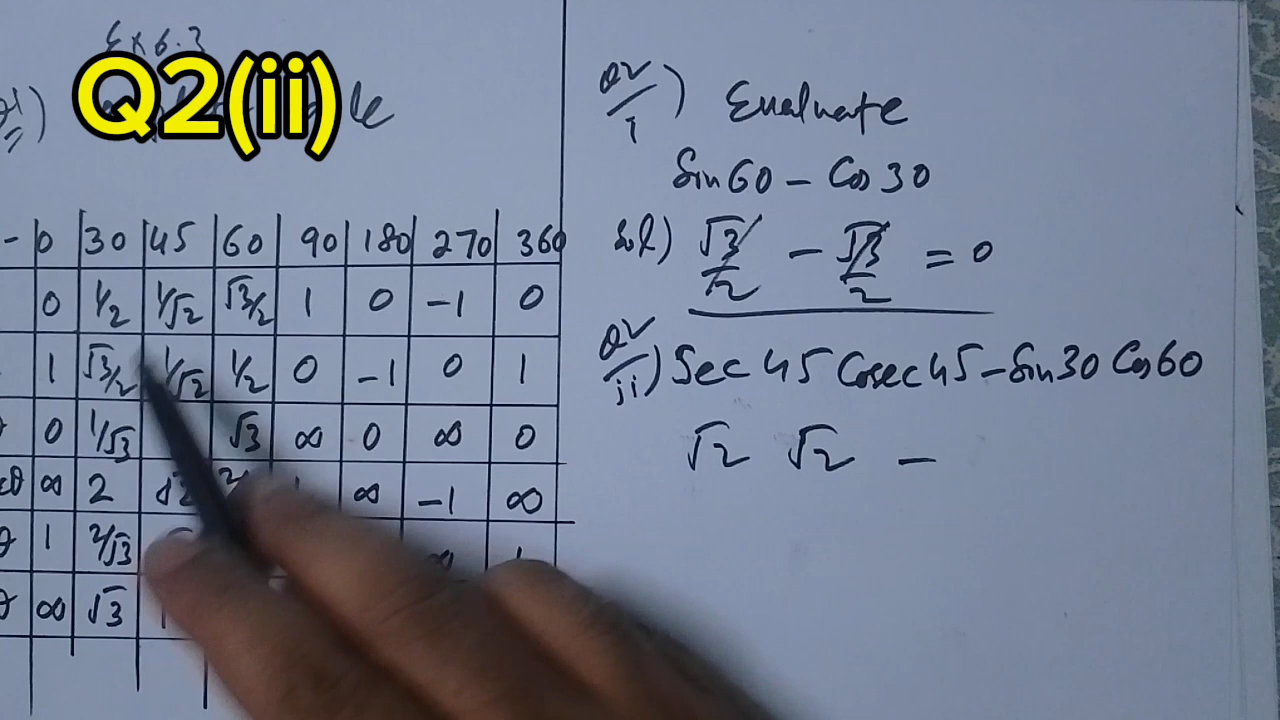 Ex 6.3
Q2(ii)
- 0 30 45 60 90 180 270 360
0 1/2 1/√2 √3/2 1 0 -1 0
1 √3/2 1/√2 1/2 0 -1 0 1
0 1/√3 √3 ∞ 0 ∞ 0
∞ 2 √2 ∞ -1 ∞
1 2/√3
∞ √3
Q2/i) Evaluate
Sin60 - Cos30
Sol) √3/2 - √3/2 = 0
Q2/ii) Sec45 Cosec45 - Sin30 Cos60
√2 √2 -